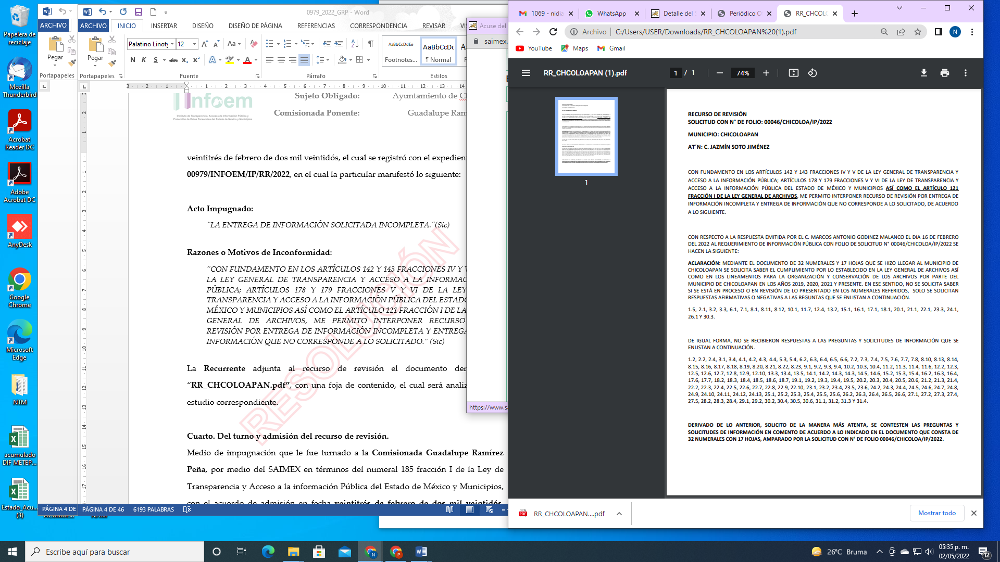 Papelera de
reciclaje
Mozilla
Thunderbird
Acrobat
Reader DC
Adobe
Acrobat DC
AnyDesk
Google
Chrome
Microsoft
Edge
NTM
acumulado
DIF METEP...
Estado_Acu...
(3)
ARCHIVO
Pegar
Portapapeles
PÁGINA 4 DE
0979_2022_GRP - Word
ARCHIVO INICIO INSERTAR DISEÑO DISEÑO DE PÁGINA REFERENCIAS CORRESPONDENCIA REVISAR VIS
Pegar
Palatino Linoty 12
N K S abc x₂ x²
AaBbCcDdEe AaBbCcDc
Footnotes... ¶ Normal
Portapapeles Fuente Párrafo Estilos
infoem
Instituto de Transparencia, Acceso a la Información Pública y
Protección de Datos Personales del Estado de México y Municipios
Sujeto Obligado: Ayuntamiento de C
Comisionada Ponente: Guadalupe Ram
veintitrés de febrero de dos mil veintidós, el cual se registró con el expedien
00979/INFOEM/IP/RR/2022, en el cual la particular manifestó lo siguiente:
Acto Impugnado:
“LA ENTREGA DE INFORMACIÓN SOLICITADA INCOMPLETA.”(Sic)
Razones o Motivos de Inconformidad:
“CON FUNDAMENTO EN LOS ARTÍCULOS 142 Y 143 FRACCIONES IV Y V
LA LEY GENERAL DE TRANSPARENCIA Y ACCESO A LA INFORMAC
PÚBLICA; ARTÍCULOS 178 Y 179 FRACCIONES V Y VI DE LA LEY
TRANSPARENCIA Y ACCESO A LA INFORMACIÓN PÚBLICA DEL ESTADO
MÉXICO Y MUNICIPIOS ASÍ COMO EL ARTÍCULO 121 FRACCIÓN I DE LA
GENERAL DE ARCHIVOS, ME PERMITO INTERPONER RECURSO
REVISIÓN POR ENTREGA DE INFORMACIÓN INCOMPLETA Y ENTREGA
INFORMACIÓN QUE NO CORRESPONDE A LO SOLICITADO.” (Sic)
La Recurrente adjunta al recurso de revisión el documento den
“RR_CHCOLOAPAN.pdf”, con una foja de contenido, el cual será analiz
estudio correspondiente.
Cuarto. Del turno y admisión del recurso de revisión.
Medio de impugnación que le fue turnado a la Comisionada Guadalupe Ramírez
Peña, por medio del SAIMEX en términos del numeral 185 fracción I de la Ley de
Transparencia y Acceso a la información Pública del Estado de México y Municipios,
con el acuerdo de admisión en fecha veintitrés de febrero de dos mil veintidós,
RESOLUCIÓN
PÁGINA 4 DE 46 6193 PALABRAS
Acuse del
saimex.
https://www.sa
1069 - nidia WhatsApp Detalle del S Periódico O RR_CHCOL
Archivo C:/Users/USER/Downloads/RR_CHCOLOAPAN%20(1).pdf N
YouTube Maps Gmail
RR_CHCOLOAPAN (1).pdf 1 / 1 74%
1
RECURSO DE REVISIÓN
SOLICITUD CON N° DE FOLIO: 00046/CHICOLOA/IP/2022
MUNICIPIO: CHICOLOAPAN
AT´N: C. JAZMÍN SOTO JIMÉNEZ
CON FUNDAMENTO EN LOS ARTÍCULOS 142 Y 143 FRACCIONES IV Y V DE LA LEY GENERAL DE TRANSPARENCIA Y
ACCESO A LA INFORMACIÓN PÚBLICA; ARTÍCULOS 178 Y 179 FRACCIONES V Y VI DE LA LEY DE TRANSPARENCIA Y
ACCESO A LA INFORMACIÓN PÚBLICA DEL ESTADO DE MÉXICO Y MUNICIPIOS ASÍ COMO EL ARTÍCULO 121
FRACCIÓN I DE LA LEY GENERAL DE ARCHIVOS, ME PERMITO INTERPONER RECURSO DE REVISIÓN POR ENTREGA DE
INFORMACIÓN INCOMPLETA Y ENTREGA DE INFORMACIÓN QUE NO CORRESPONDE A LO SOLICITADO, DE ACUERDO
A LO SIGUIENTE.
CON RESPECTO A LA RESPUESTA EMITIDA POR EL C. MARCOS ANTONIO GODINEZ MALANCO EL DIA 16 DE FEBRERO
DEL 2022 AL REQUERIMIENTO DE INFORMACIÓN PÚBLICA CON FOLIO DE SOLICITUD N° 00046/CHICOLOA/IP/2022 SE
HACEN LA SIGUIENTE:
ACLARACIÓN: MEDIANTE EL DOCUMENTO DE 32 NUMERALES Y 17 HOJAS QUE SE HIZO LLEGAR AL MUNICIPIO DE
CHICOLOAPAN SE SOLICITA SABER EL CUMPLIMIENTO POR LO ESTABLECIDO EN LA LEY GENERAL DE ARCHIVOS ASÍ
COMO EN LOS LINEAMENTOS PARA LA ORGANIZACIÓN Y CONSERVACIÓN DE LOS ARCHIVOS POR PARTE DEL
MUNICIPIO DE CHICOLOAPAN EN LOS AÑOS 2019, 2020, 2021 Y PRESENTE. EN ESE SENTIDO, NO SE SOLICITA SABER
SI SE ESTÁ EN PROCESO O EN REVISIÓN DE LO PRESENTADO EN LOS NUMERALES REFERIDOS, SOLO SE SOLICITAN
RESPUESTAS AFIRMATIVAS O NEGATIVAS A LAS REGUNTAS QUE SE ENLISTAN A CONTINUACIÓN.
1.5, 2.1, 3.2, 3.3, 6.1, 7.1, 8.1, 8.11, 8.12, 10.1, 11.7, 12.4, 13.2, 15.1, 16.1, 17.1, 18.1, 20.1, 21.1, 22.1, 23.3, 24.1,
26.1 Y 30.3.
DE IGUAL FORMA, NO SE RECIBIERON RESPUESTAS A LAS PREGUNTAS Y SOLICITUDES DE INFORMACIÓN QUE SE
ENLISTAN A CONTINUACIÓN.
1.2, 2.2, 2.4, 3.1, 3.4, 4.1, 4.2, 4.3, 4.4, 5.3, 5.4, 6.2, 6.3, 6.4, 6.5, 6.6, 7.2, 7.3, 7.4, 7.5, 7.6, 7.7, 7.8, 8.10, 8.13, 8.14,
8.15, 8.16, 8.17, 8.18, 8.19, 8.20, 8.21, 8.22, 8.23, 9.1, 9.2, 9.3, 9.4, 10.2, 10.3, 10.4, 11.2, 11.3, 11.4, 11.6, 12.2, 12.3,
12.5, 12.6, 12.7, 12.8, 12.9, 12.10, 13.3, 13.4, 13.5, 14.1, 14.2, 14.3, 14.3, 14.5, 14.6, 15.2, 15.3, 15.4, 16.2, 16.3, 16.4,
17.6, 17.7, 18.2, 18.3, 18.4, 18.5, 18.6, 18.7, 19.1, 19.2, 19.3, 19.4, 19.5, 20.2, 20.3, 20.4, 20.5, 20.6, 21.2, 21.3, 21.4,
22.2, 22.3, 22.4, 22.5, 22.6, 22.7, 22.8, 22.9, 22.10, 23.1, 23.2, 23.4, 23.5, 23.6, 24.2, 24.3, 24.4, 24.5, 24.6, 24.7, 24.8,
24.9, 24.10, 24.11, 24.12, 24.13, 25.1, 25.2, 25.3, 25.4, 25.5, 25.6, 26.2, 26.3, 26.4, 26.5, 26.6, 27.1, 27.2, 27.3, 27.4,
27.5, 28.2, 28.3, 28.4, 29.1, 29.2, 30.2, 30.4, 30.5, 30.6, 31.1, 31.2, 31.3 Y 31.4.
DERIVADO DE LO ANTERIOR, SOLICITO DE LA MANERA MÁS ATENTA, SE CONTESTEN LAS PREGUNTAS Y
SOLICITUDES DE INFORMACIÓN EN COMENTO DE ACUERDO A LO INDICADO EN EL DOCUMENTO QUE CONSTA DE
32 NUMERALES CON 17 HOJAS, AMPARADO POR LA SOLICITUD CON N° DE FOLIO 00046/CHICOLOA/IP/2022.
RR_CHCOLOAPAN....pdf Mostrar todo
Escribe aquí para buscar
26°C Bruma
05:35 p. m.
02/05/2022
12